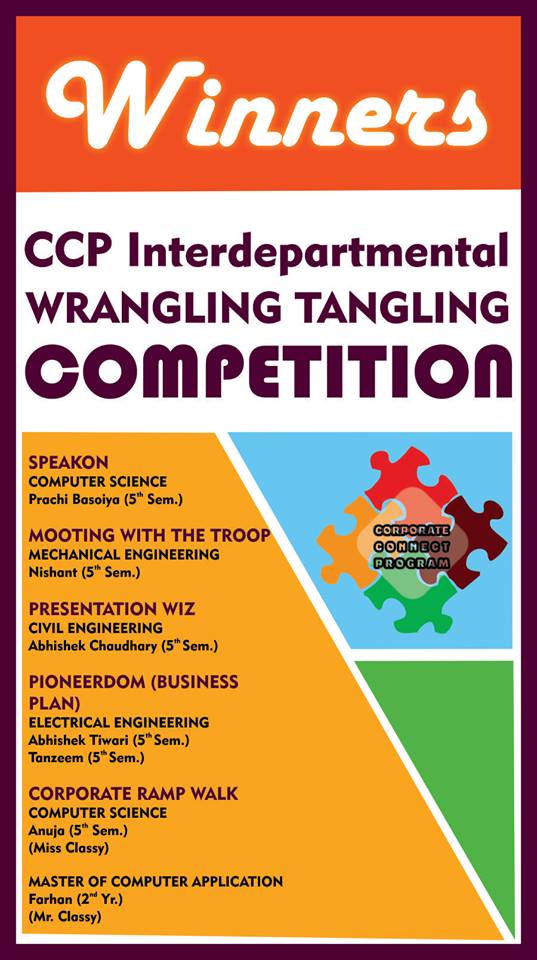 Winners
CCP Interdepartmental
WRANGLING TANGLING
COMPETITION
SPEAKON
COMPUTER SCIENCE
Prachi Basoiya (5th Sem.)
MOOTING WITH THE TROOP
MECHANICAL ENGINEERING
Nishant (5th Sem.)
PRESENTATION WIZ
CIVIL ENGINEERING
Abhishek Chaudhary (5th Sem.)
PIONEERDOM (BUSINESS
PLAN)
ELECTRICAL ENGINEERING
Abhishek Tiwari (5th Sem.)
Tanzeem (5th Sem.)
CORPORATE RAMP WALK
COMPUTER SCIENCE
Anuja (5th Sem.)
(Miss Classy)
MASTER OF COMPUTER APPLICATION
Farhan (2nd Yr.)
(Mr. Classy)
CORPORATE
CONNECT
PROGRAM